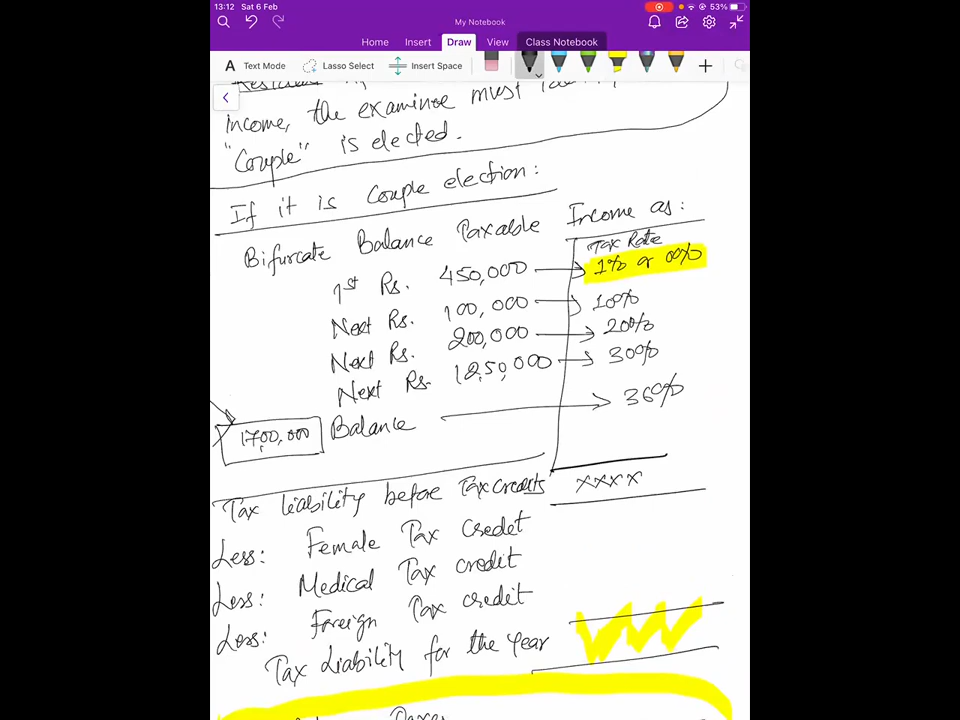 13:12 Sat 6 Feb
53%
My Notebook
Home Insert Draw View Class Notebook
A Text Mode Lasso Select Insert Space
income, the examinee must
"Couple" is elected.
If it is Couple election:
Bifurcate Balance Taxable Income as:
Tax Rate
1st Rs. 450,000 → 1% or 00%
Next Rs. 100,000 → 10%
Next Rs. 200,000 → 20%
Next Rs. 12,50,000 → 30%
1700,000 Balance → 36%
Tax liability before Tax credits xxxx
Less: Female Tax credit
Less: Medical Tax credit
Less: Foreign Tax credit
Tax Liability for the Year
Taxes